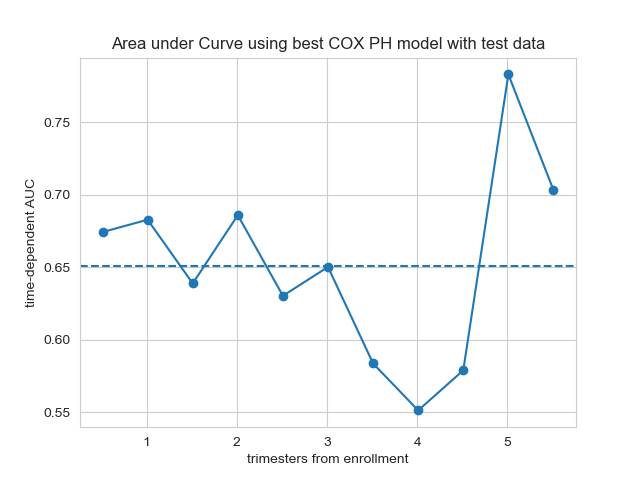 Area under Curve using best COX PH model with test data
time-dependent AUC
0.75
0.70
0.65
0.60
0.55
1 2 3 4 5
trimesters from enrollment